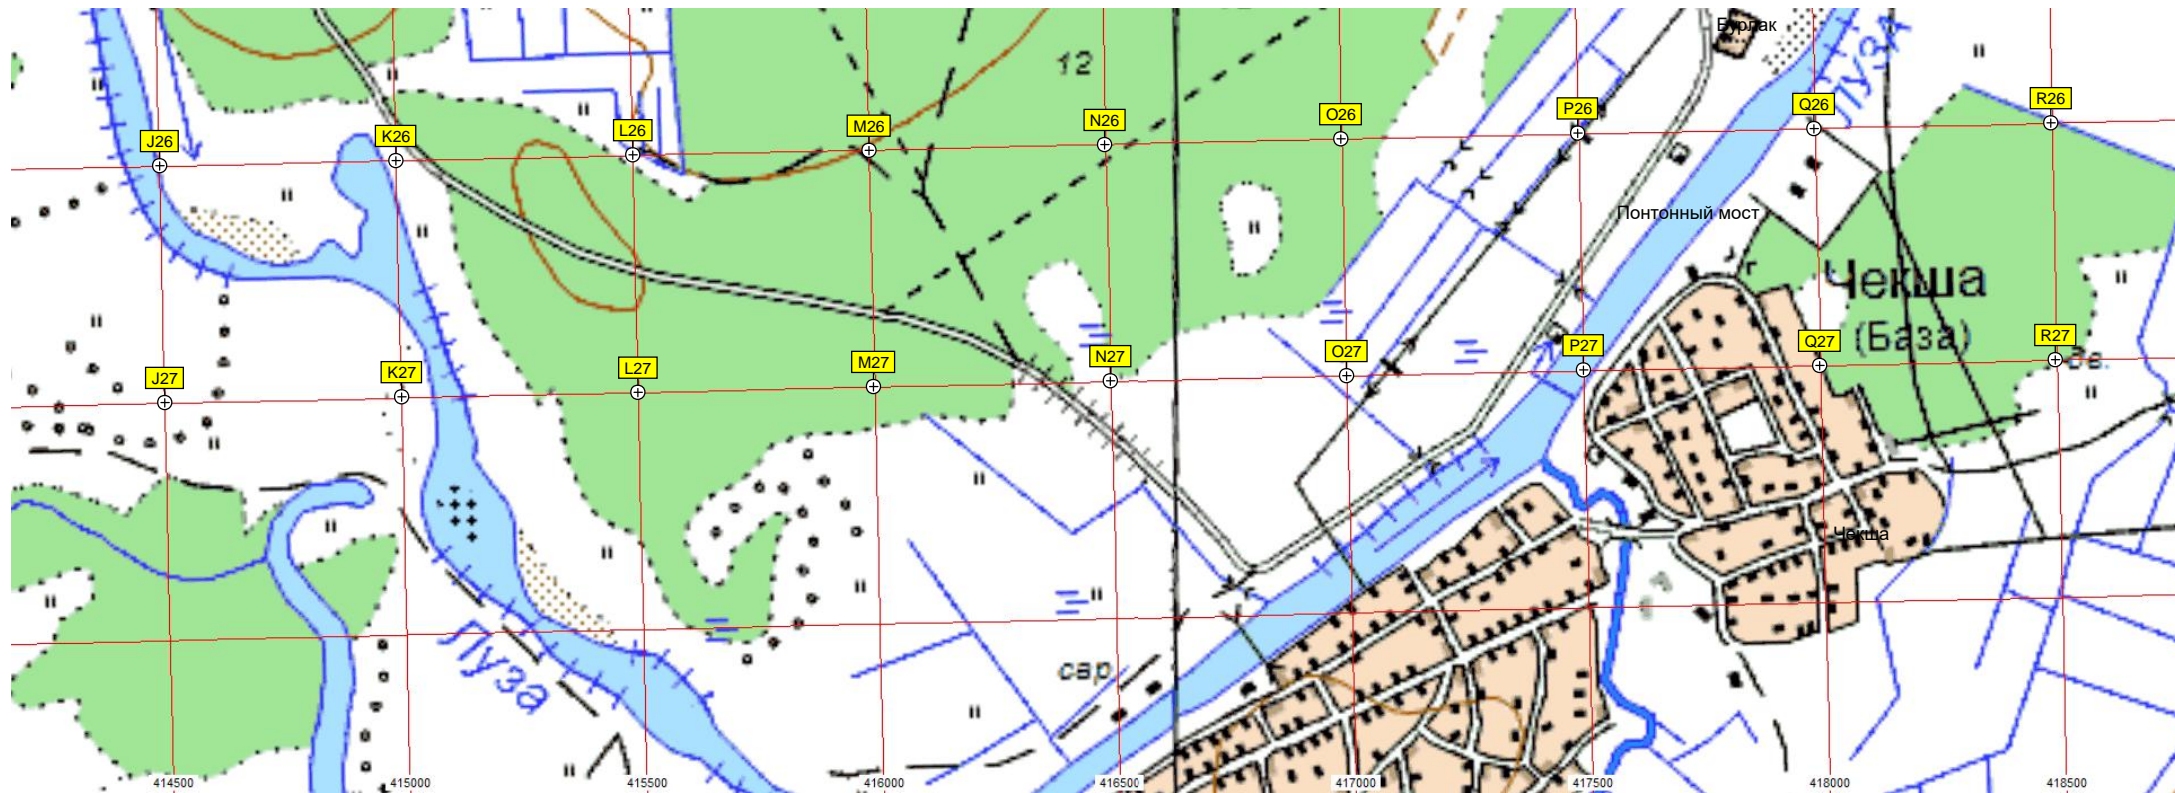 Бурлак
ЛУЗА
12
J26
K26
L26
M26
N26
O26
P26
Q26
R26
Понтонный мост
Чекша
(База)
J27
K27
L27
M27
N27
O27
P27
Q27
R27
Чекша
Луза
сар
414500
415000
415500
416000
416500
417000
417500
418000
418500